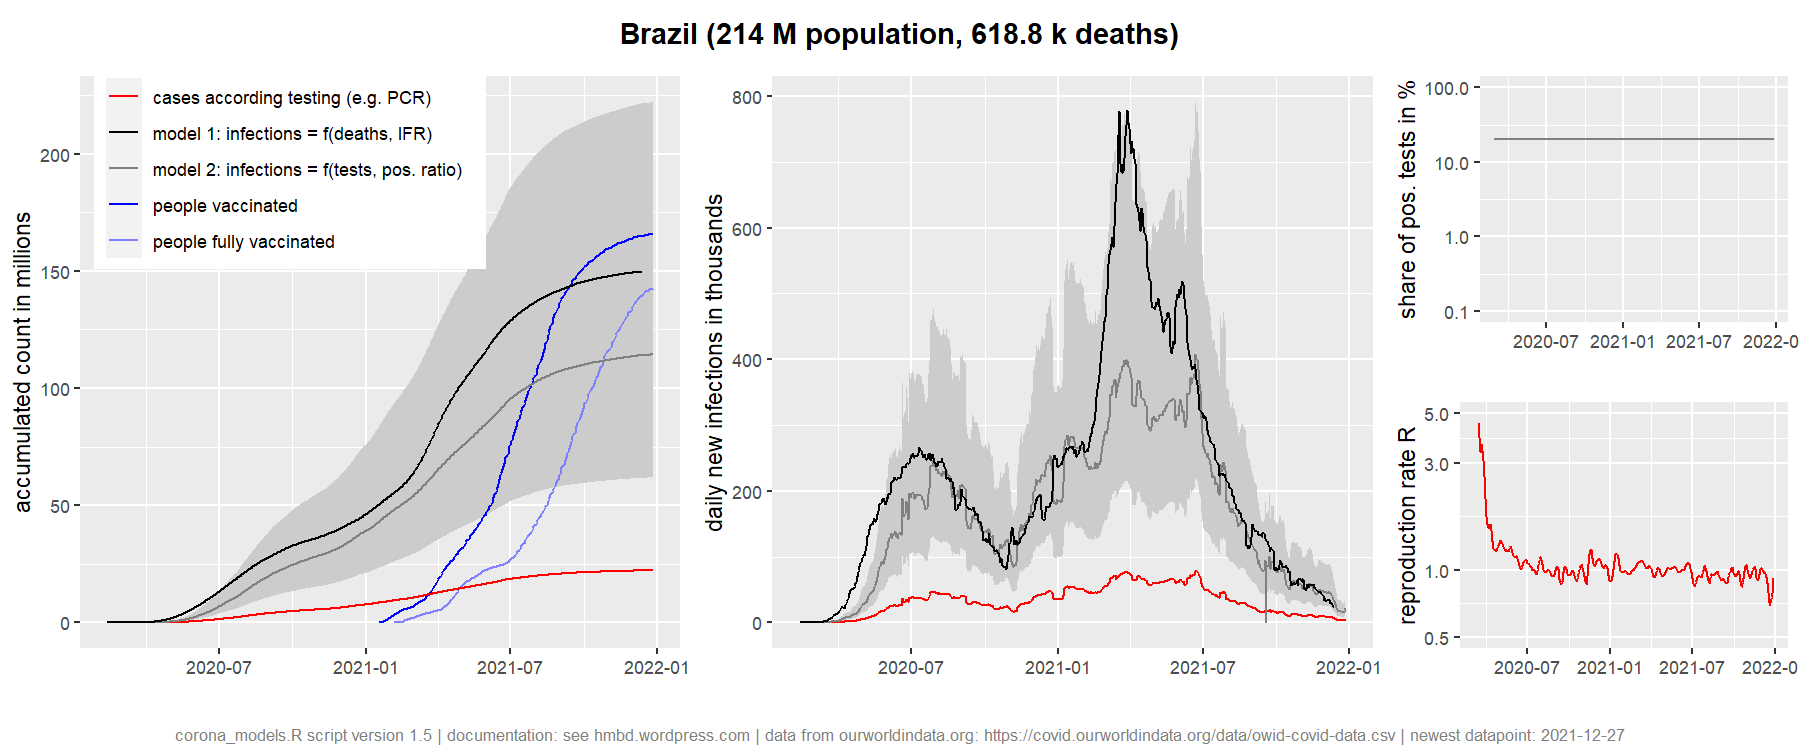 Brazil (214 M population, 618.8 k deaths)
accumulated count in millions
200
150
100
50
0
cases according testing (e.g. PCR)
model 1: infections = f(deaths, IFR)
model 2: infections = f(tests, pos. ratio)
people vaccinated
people fully vaccinated
2020-07 2021-01 2021-07 2022-01
daily new infections in thousands
800
600
400
200
0
2020-07 2021-01 2021-07 2022-01
share of pos. tests in %
100.0
10.0
1.0
0.1
2020-07 2021-01 2021-07 2022-0
reproduction rate R
5.0
3.0
1.0
0.5
2020-07 2021-01 2021-07 2022-0
corona_models.R script version 1.5 | documentation: see hmbd.wordpress.com | data from ourworldindata.org: https://covid.ourworldindata.org/data/owid-covid-data.csv | newest datapoint: 2021-12-27